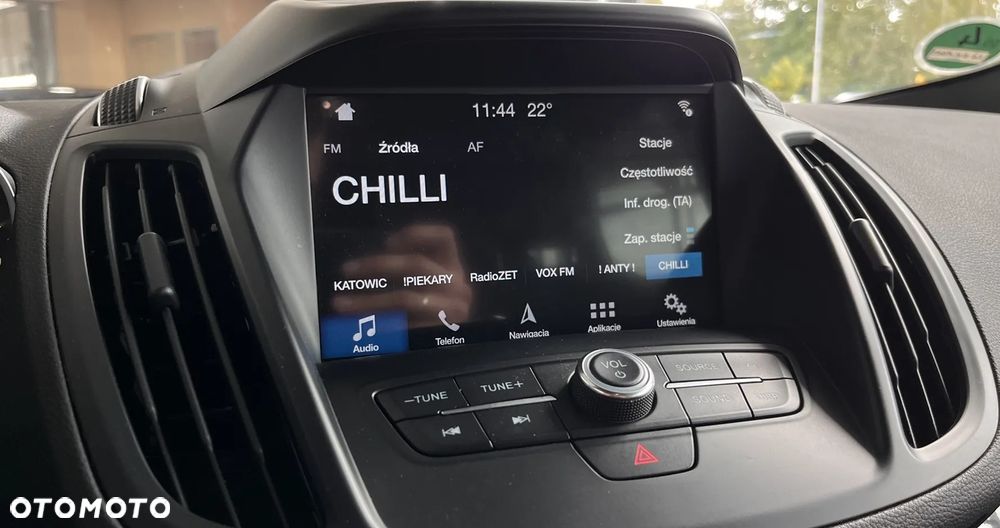 11:44 22°
FM Źródła AF Stacje
CHILLI
Częstotliwość
Inf. drog. (TA)
Zap. stacje
KATOWIC !PIEKARY RadioZET VOX FM ! ANTY ! CHILLI
Audio Telefon Nawigacja Aplikacje Ustawienia
–TUNE TUNE+ VOL SOURCE
SOUND
OTOMOTO